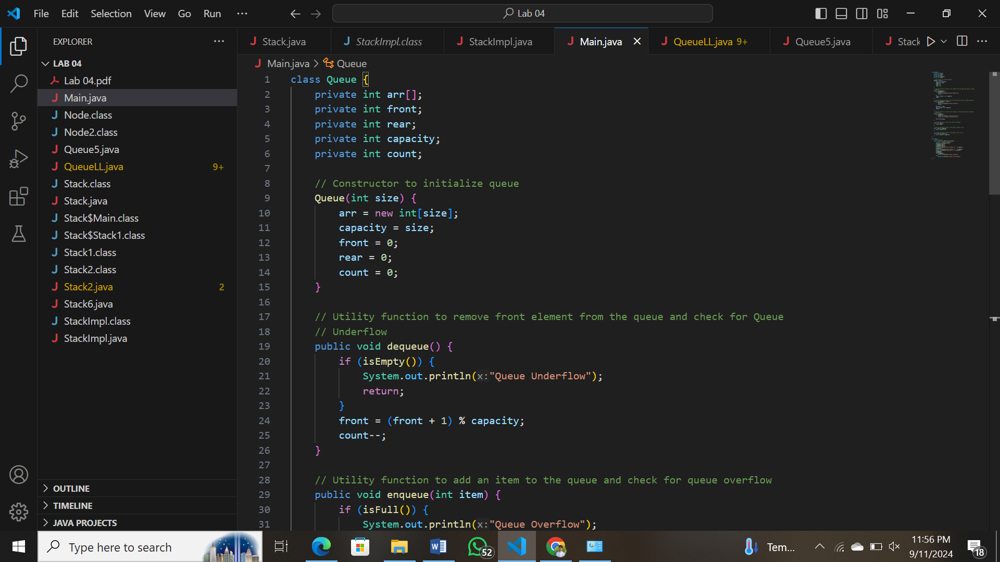 File Edit Selection View Go Run ... Lab 04
EXPLORER
LAB 04
Lab 04.pdf
Main.java
Node.class
Node2.class
Queue5.java
QueueLL.java 9+
Stack.class
Stack.java
Stack$Main.class
Stack$Stack1.class
Stack1.class
Stack2.class
Stack2.java 2
Stack6.java
StackImpl.class
StackImpl.java
OUTLINE
TIMELINE
JAVA PROJECTS
Stack.java StackImpl.class StackImpl.java Main.java QueueLL.java 9+ Queue5.java Stack
Main.java > Queue
1 class Queue {
2 private int arr[];
3 private int front;
4 private int rear;
5 private int capacity;
6 private int count;
7
8 // Constructor to initialize queue
9 Queue(int size) {
10 arr = new int[size];
11 capacity = size;
12 front = 0;
13 rear = 0;
14 count = 0;
15 }
16
17 // Utility function to remove front element from the queue and check for Queue
18 // Underflow
19 public void dequeue() {
20 if (isEmpty()) {
21 System.out.println(x:"Queue Underflow");
22 return;
23 }
24 front = (front + 1) % capacity;
25 count--;
26 }
27
28 // Utility function to add an item to the queue and check for queue overflow
29 public void enqueue(int item) {
30 if (isFull()) {
31 System.out.println(x:"Queue Overflow");
Type here to search
52
Tem...
11:56 PM
9/11/2024
18